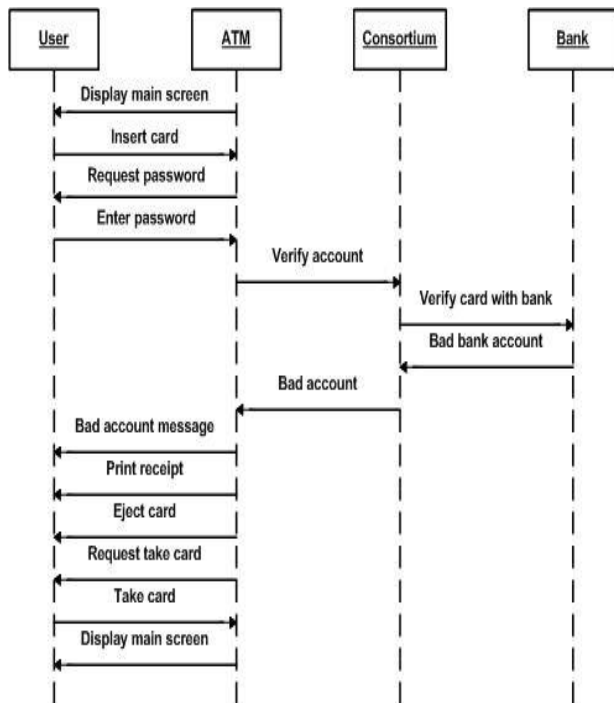 User
ATM
Consortium
Bank
Display main screen
Insert card
Request password
Enter password
Verify account
Verify card with bank
Bad bank account
Bad account
Bad account message
Print receipt
Eject card
Request take card
Take card
Display main screen